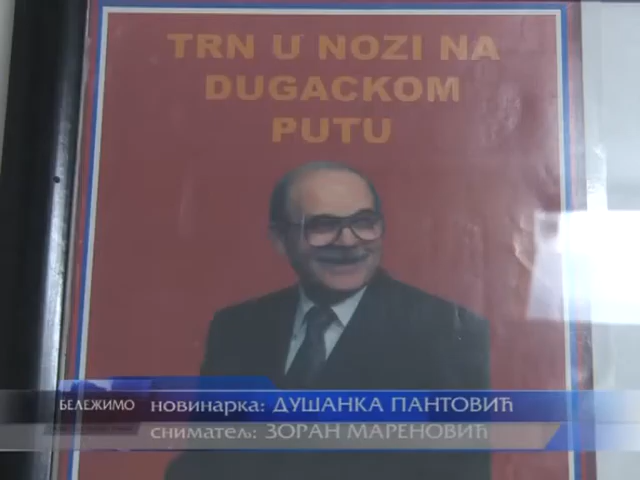 TRN U NOZI NA
DUGACKOM
PUTU
БЕЛЕЖИМО
новинарка: ДУШАНКА ПАНТОВИЋ
сниматељ: ЗОРАН МАРЕНОВИЋ